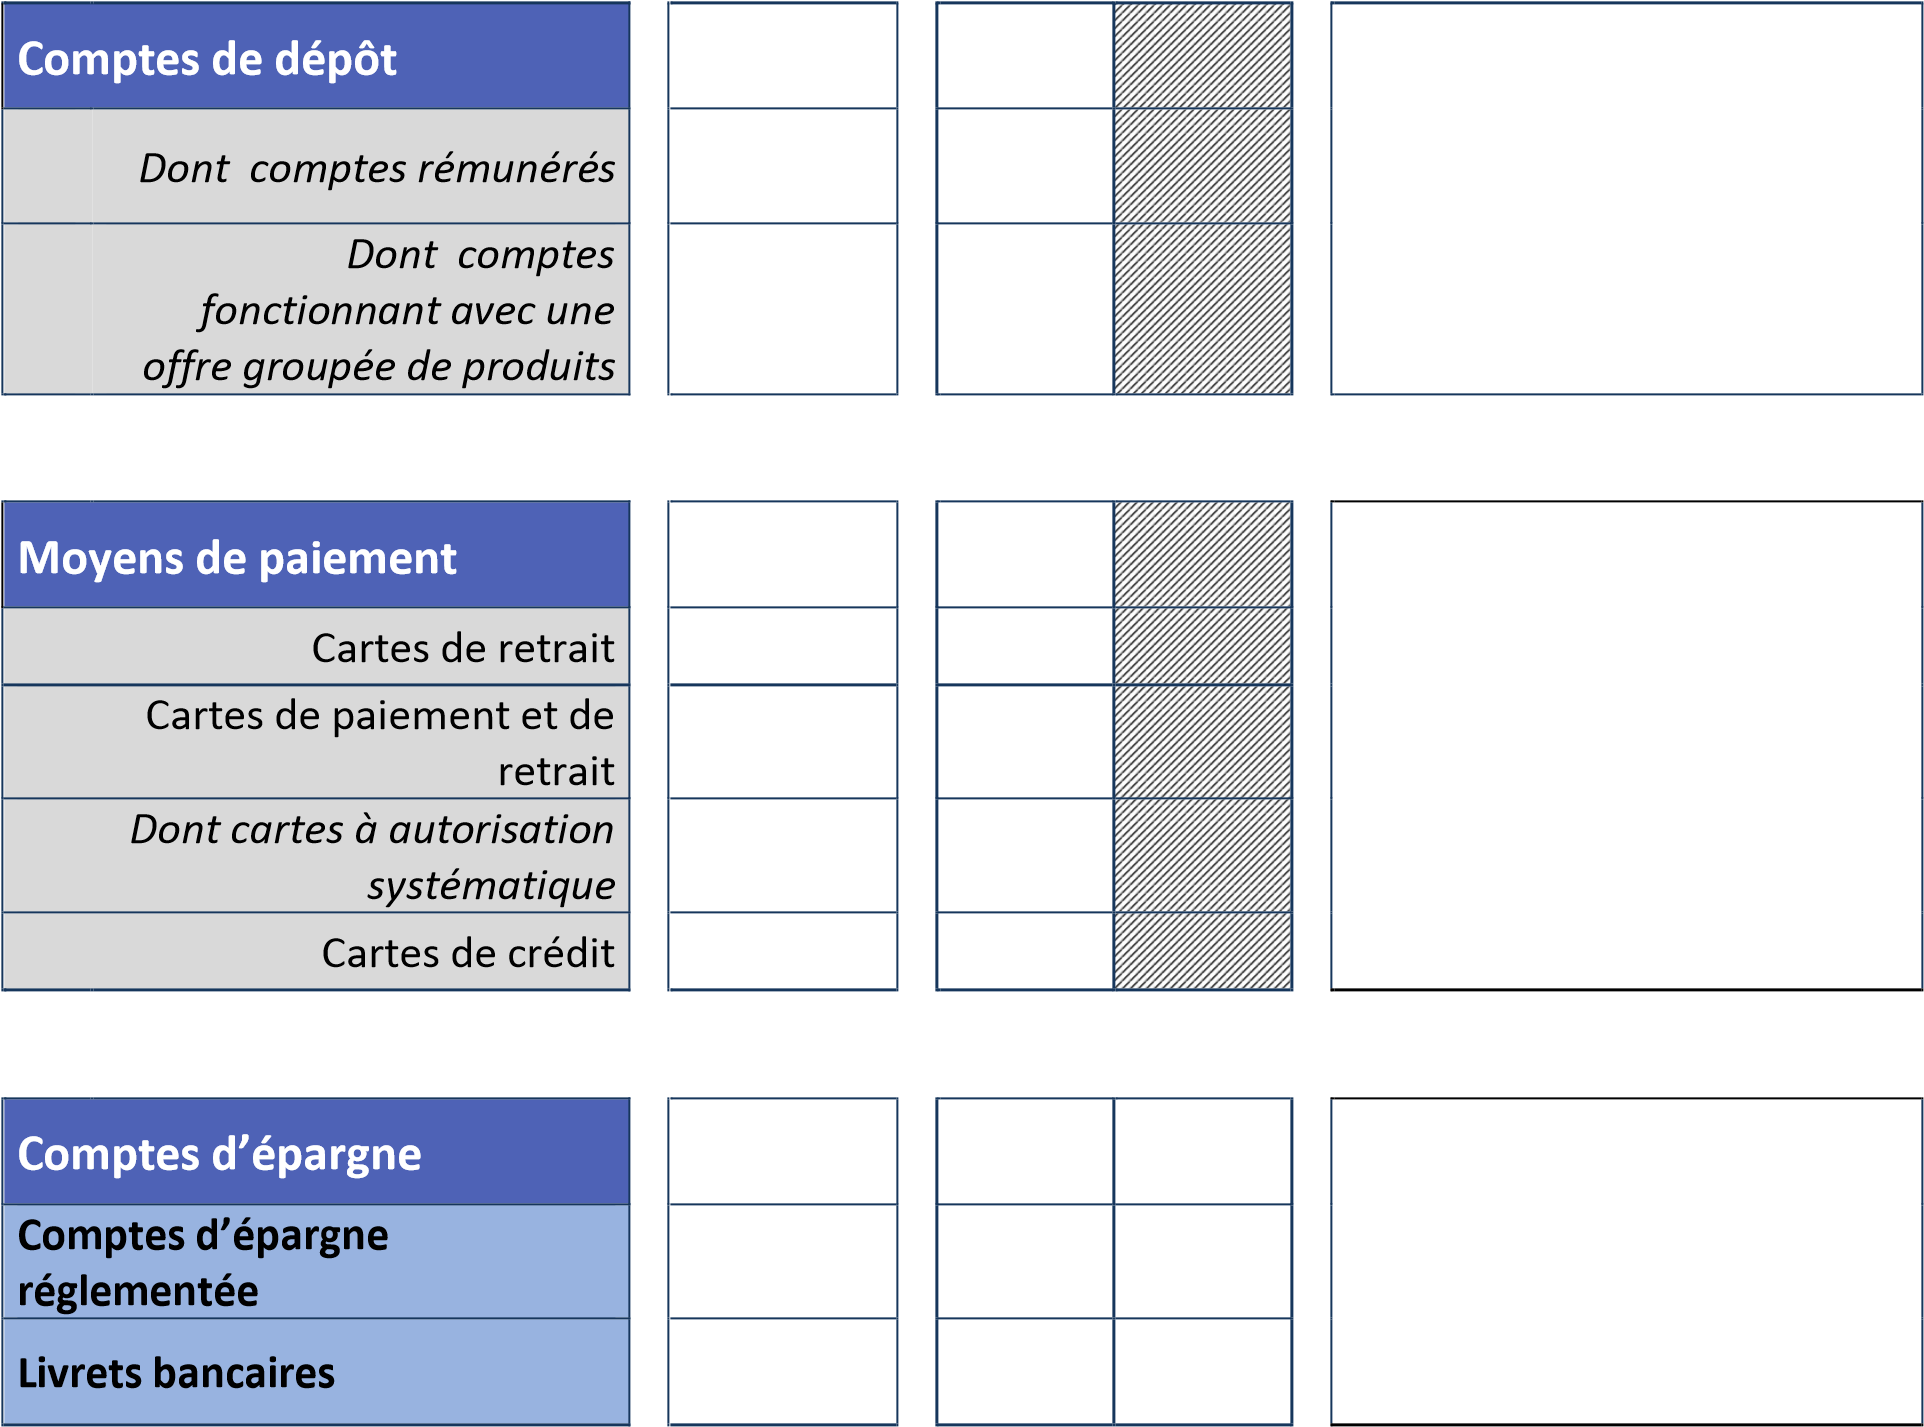 Comptes de dépôt
Dont comptes rémunérés
Dont comptes
fonctionnant avec une
offre groupée de produits
Moyens de paiement
Cartes de retrait
Cartes de paiement et de
retrait
Dont cartes à autorisation
systématique
Cartes de crédit
Comptes d’épargne
Comptes d’épargne
réglementée
Livrets bancaires